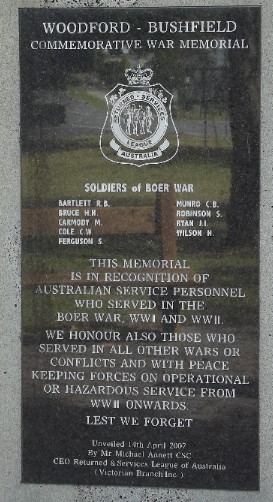 WOODFORD - BUSHFIELD
COMMEMORATIVE WAR MEMORIAL
RETURNED & SERVICES
LEAGUE
AUSTRALIA
SOLDIERS of BOER WAR
BARTLETT R.B. MUNRO C.B.
BRUCE H.H. ROBINSON S.
CARMODY M. RYAN J.J.
COLE C.W. WILSON H.
FERGUSON S.
THIS MEMORIAL
IS IN RECOGNITION OF
AUSTRALIAN SERVICE PERSONNEL
WHO SERVED IN THE
BOER WAR, WWI AND WWII.
WE HONOUR ALSO THOSE WHO
SERVED IN ALL OTHER WARS OR
CONFLICTS AND WITH PEACE
KEEPING FORCES ON OPERATIONAL
OR HAZARDOUS SERVICE FROM
WWII ONWARDS.
LEST WE FORGET
Unveiled 14th April 2007
By Mr Michael Annett CSC
CEO Returned & Services League of Australia
(Victorian Branch Inc.)